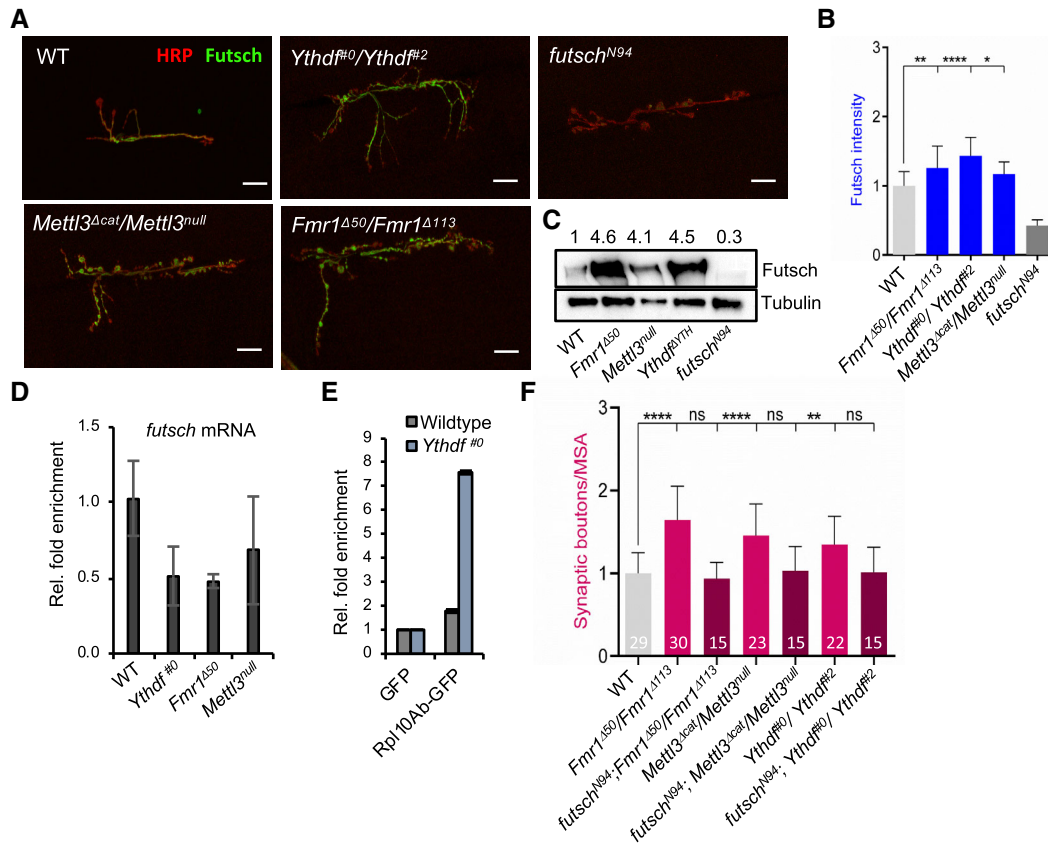 A
WT
HRP Futsch
Ythdf#0/Ythdf#2
futschN94
Mettl3Δcat/Mettl3null
Fmr1Δ50/Fmr1Δ113
B
3
2
1
0
Futsch intensity
** **** *
WT
Fmr1Δ50/Fmr1Δ113
Ythdf#0/ Ythdf#2
Mettl3Δcat/Mettl3null
futschN94
C
1 4.6 4.1 4.5 0.3
Futsch
Tubulin
WT
Fmr1Δ50
Mettl3null
YthdfΔYTH
futschN94
D
futsch mRNA
Rel. fold enrichment
1.5
1.0
0.5
0.0
WT
Ythdf #0
Fmr1Δ50
Mettl3null
E
Wildtype
Ythdf #0
Rel. fold enrichment
9
8
7
6
5
4
3
2
1
0
GFP
Rpl10Ab-GFP
F
Synaptic boutons/MSA
3
2
1
0
**** ns **** ns ** ns
29 30 15 23 15 22 15
WT
Fmr1Δ50/Fmr1Δ113
futschN94;Fmr1Δ50/Fmr1Δ113
Mettl3Δcat/Mettl3null
futschN94; Mettl3Δcat/Mettl3null
Ythdf#0/ Ythdf#2
futschN94; Ythdf#0/ Ythdf#2